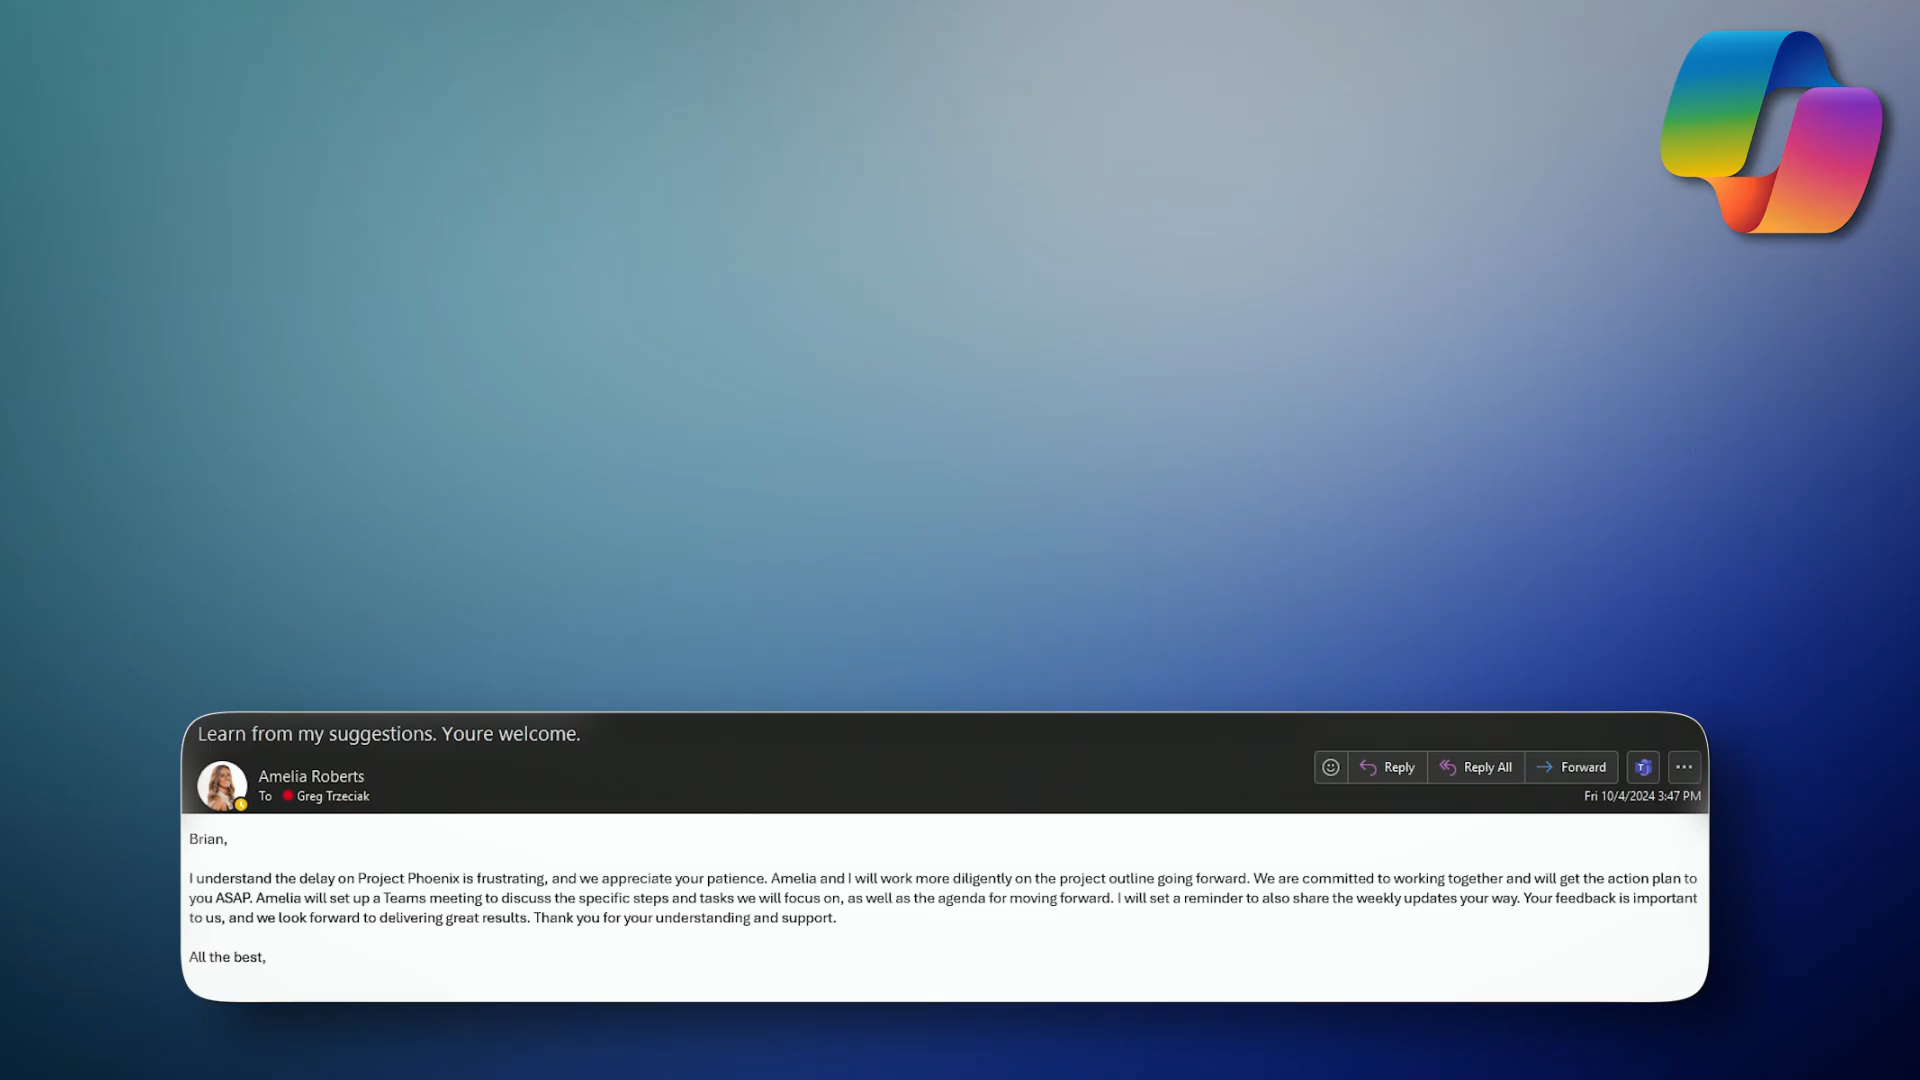 Learn from my suggestions. Youre welcome.
Amelia Roberts
To Greg Trzeciak
Reply Reply All Forward
Fri 10/4/2024 3:47 PM
Brian,
I understand the delay on Project Phoenix is frustrating, and we appreciate your patience. Amelia and I will work more diligently on the project outline going forward. We are committed to working together and will get the action plan to
you ASAP. Amelia will set up a Teams meeting to discuss the specific steps and tasks we will focus on, as well as the agenda for moving forward. I will set a reminder to also share the weekly updates your way. Your feedback is important
to us, and we look forward to delivering great results. Thank you for your understanding and support.
All the best,